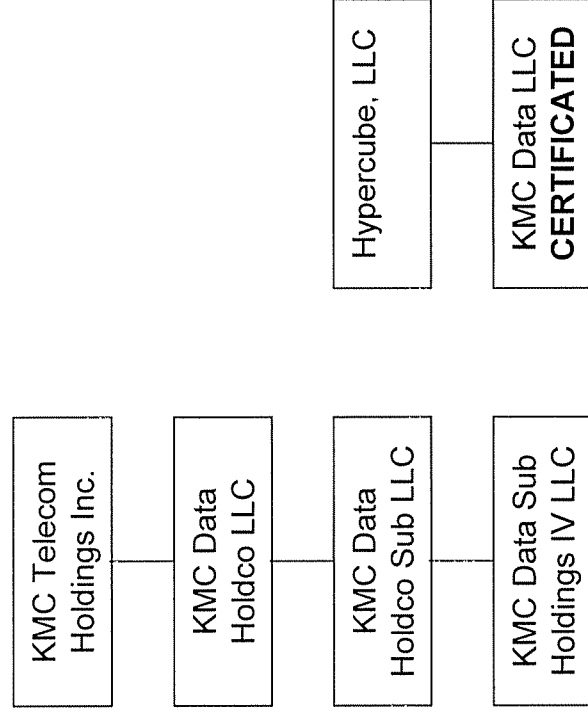 KMC Telecom
Holdings Inc.
KMC Data
Holdco LLC
KMC Data
Holdco Sub LLC
KMC Data Sub
Holdings IV LLC
Hypercube, LLC
KMC Data LLC
CERTIFICATED